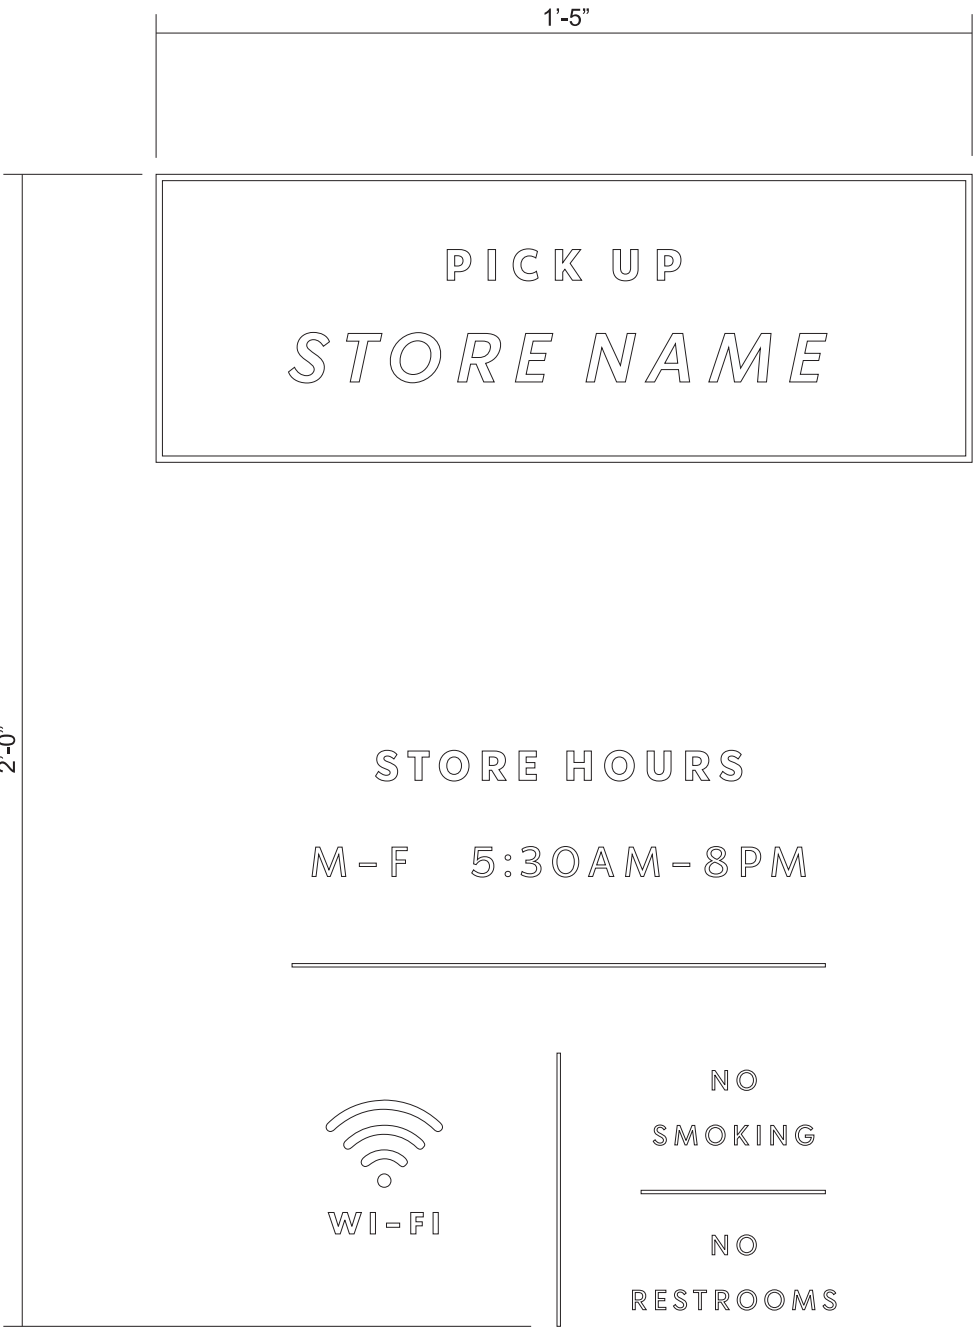 1’-5”
PICK UP
STORE NAME
2’-0”
STORE HOURS
M–F 5:30AM–8PM
WI–FI
NO
SMOKING
NO
RESTROOMS